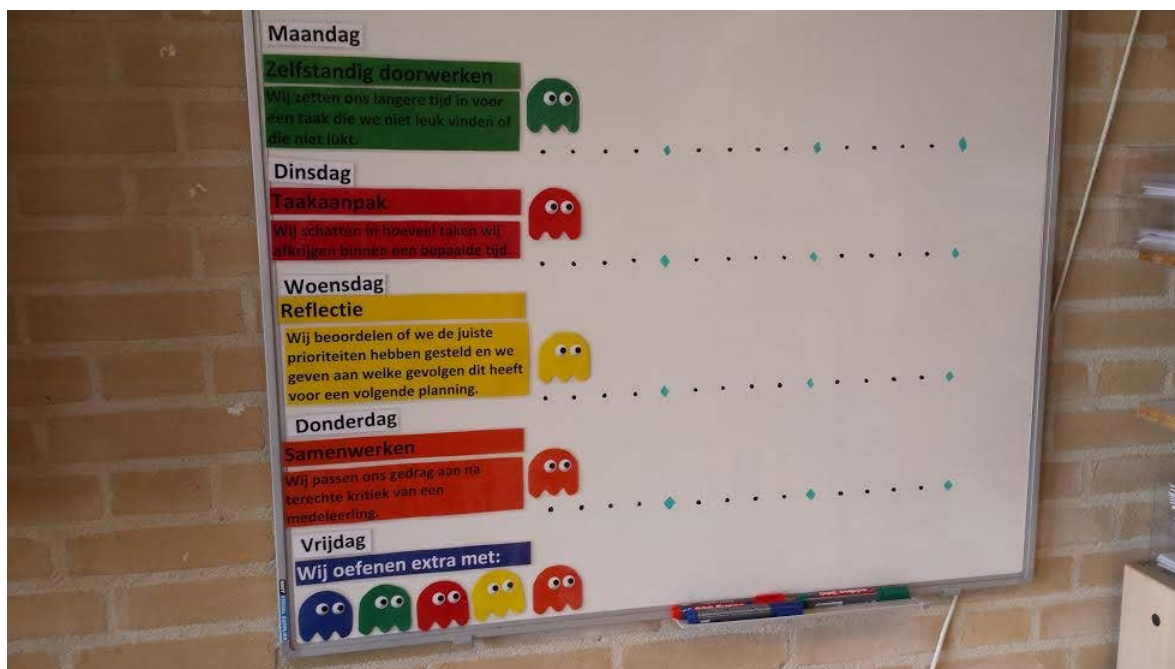 Maandag
Zelfstandig doorwerken
Wij zetten ons langere tijd in voor
een taak die we niet leuk vinden of
die niet lukt.
Dinsdag
Taakaanpak
Wij schatten in hoeveel taken wij
afkrijgen binnen een bepaalde tijd.
Woensdag
Reflectie
Wij beoordelen of we de juiste
prioriteiten hebben gesteld en we
geven aan welke gevolgen dit heeft
voor een volgende planning.
Donderdag
Samenwerken
Wij passen ons gedrag aan na
terechte kritiek van een
medeleerling.
Vrijdag
Wij oefenen extra met: